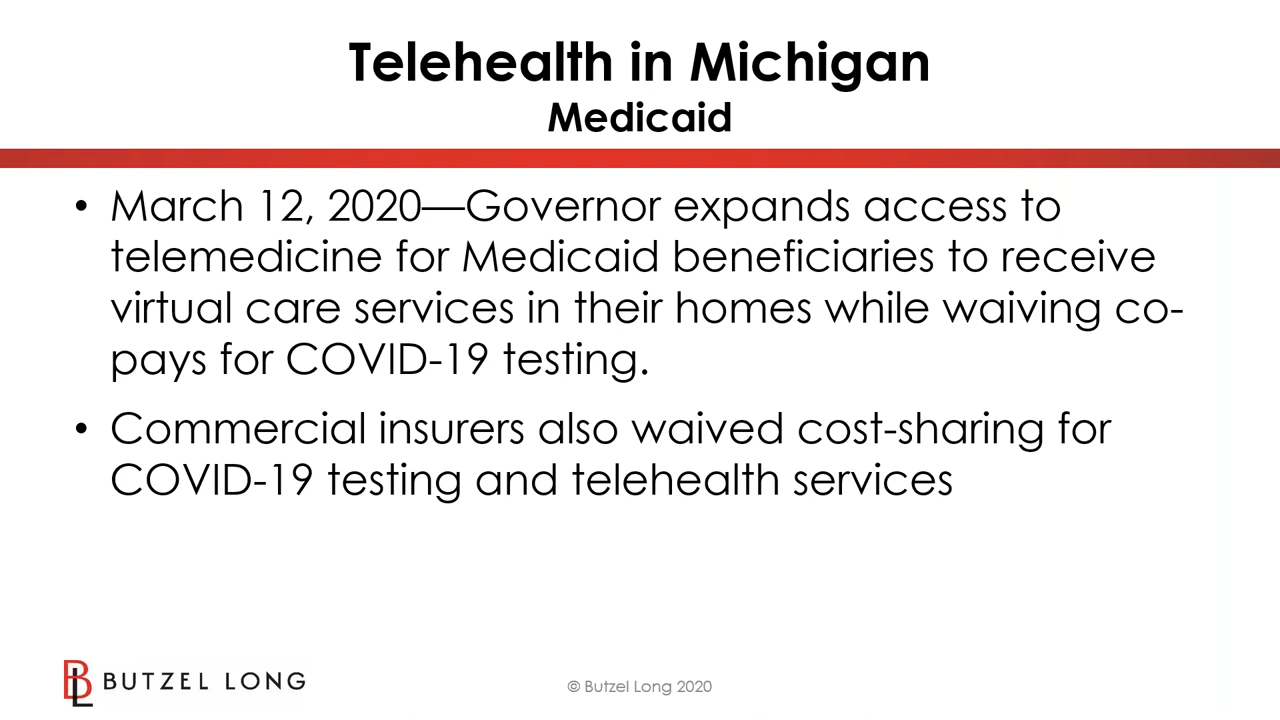 Telehealth in Michigan
Medicaid
• March 12, 2020—Governor expands access to
telemedicine for Medicaid beneficiaries to receive
virtual care services in their homes while waiving co-
pays for COVID-19 testing.
• Commercial insurers also waived cost-sharing for
COVID-19 testing and telehealth services
BL BUTZEL LONG
© Butzel Long 2020